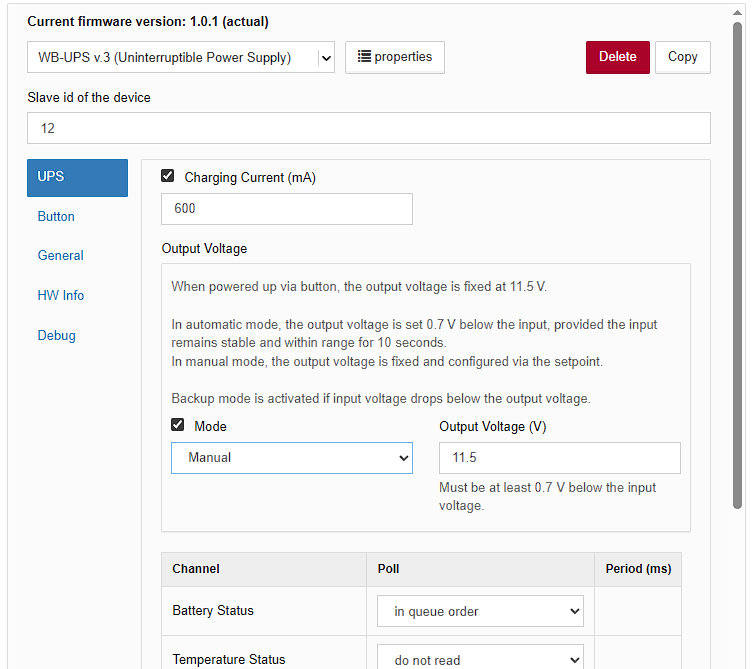 Current firmware version: 1.0.1 (actual)
WB-UPS v.3 (Uninterruptible Power Supply)
properties
Delete
Copy
Slave id of the device
12
UPS
Button
General
HW Info
Debug
Charging Current (mA)
600
Output Voltage
When powered up via button, the output voltage is fixed at 11.5 V.
In automatic mode, the output voltage is set 0.7 V below the input, provided the input
remains stable and within range for 10 seconds.
In manual mode, the output voltage is fixed and configured via the setpoint.
Backup mode is activated if input voltage drops below the output voltage.
Mode
Manual
Output Voltage (V)
11.5
Must be at least 0.7 V below the input
voltage.
Channel Poll Period (ms)
Battery Status in queue order
Temperature Status do not read